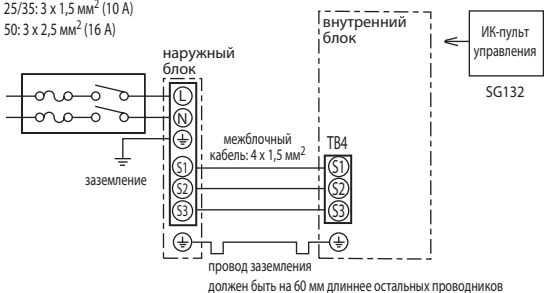 25/35: 3 x 1,5 мм² (10 А)
50: 3 x 2,5 мм² (16 А)
наружный
блок
внутренний
блок
ИК-пульт
управления
SG132
L
N
заземление
межблочный
кабель: 4 x 1,5 мм²
TB4
S1
S2
S3
S1
S2
S3
провод заземления
должен быть на 60 мм длиннее остальных проводников